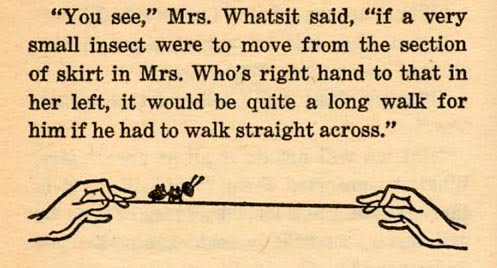 “You see,” Mrs. Whatsit said, “if a very
small insect were to move from the section
of skirt in Mrs. Who’s right hand to that in
her left, it would be quite a long walk for
him if he had to walk straight across.”